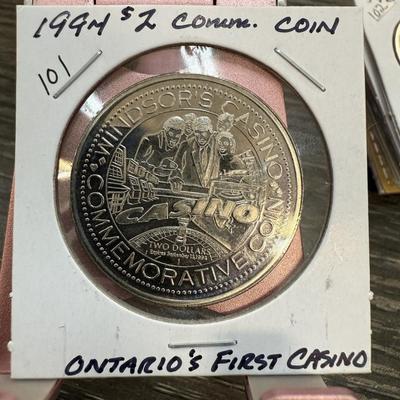 1994 $2 Comm. COIN
101
WINDSOR'S CASINO
CASINO
TWO DOLLARS
COMMEMORATIVE COIN
ONTARIO'S FIRST CASINO